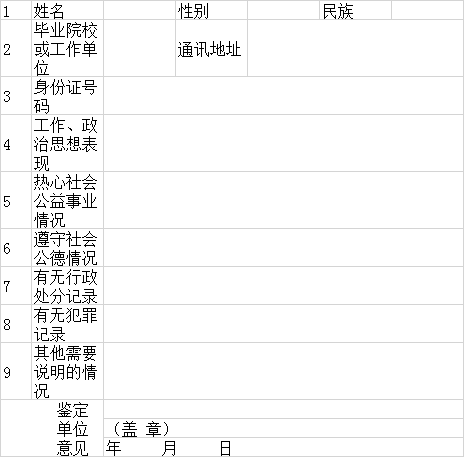 1 姓名 性别 民族
毕业院校
2 或工作单 通讯地址
位
3 身份证号
码
工作、政
4 治思想表
现
热心社会
5 公益事业
情况
6 遵守社会
公德情况
7 有无行政
处分记录
8 有无犯罪
记录
其他需要
9 说明的情
况
鉴定
单位 （盖 章）
意见 年 月 日